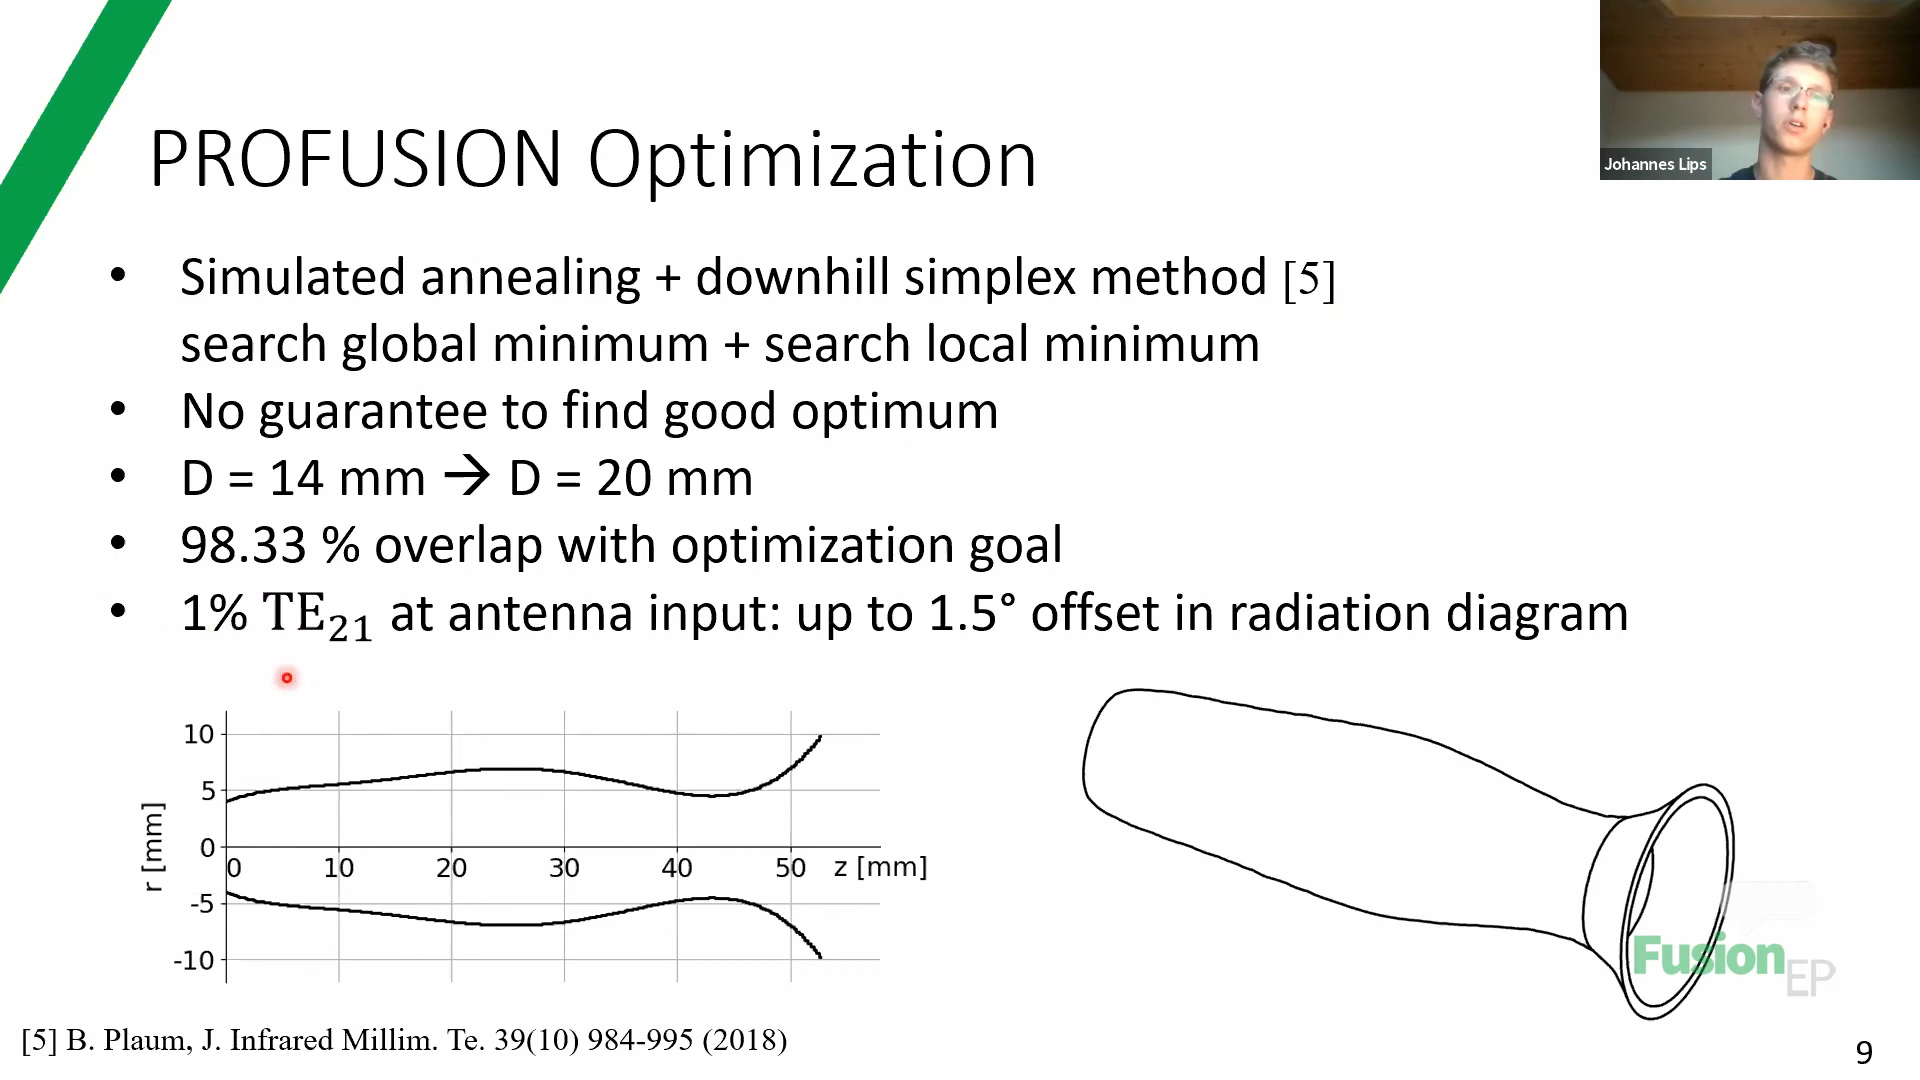 Johannes Lips
PROFUSION Optimization
• Simulated annealing + downhill simplex method [5]
search global minimum + search local minimum
• No guarantee to find good optimum
• D = 14 mm → D = 20 mm
• 98.33 % overlap with optimization goal
• 1% TE₂₁ at antenna input: up to 1.5° offset in radiation diagram
10
5
0
-5
-10
r [mm]
0 10 20 30 40 50 z [mm]
Fusion EP
[5] B. Plaum, J. Infrared Millim. Te. 39(10) 984-995 (2018)
9